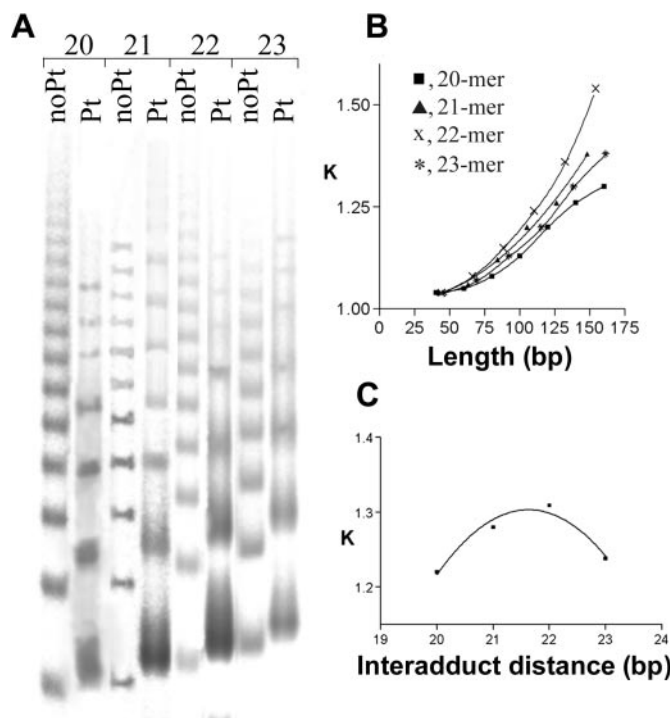 A
20 21 22 23
noPt Pt noPt Pt noPt Pt noPt Pt
B
■, 20-mer
▲, 21-mer
x, 22-mer
*, 23-mer
K
1.50
1.25
1.00
0 25 50 75 100 125 150 175
Length (bp)
C
K
1.4
1.3
1.2
19 20 21 22 23 24
Interadduct distance (bp)